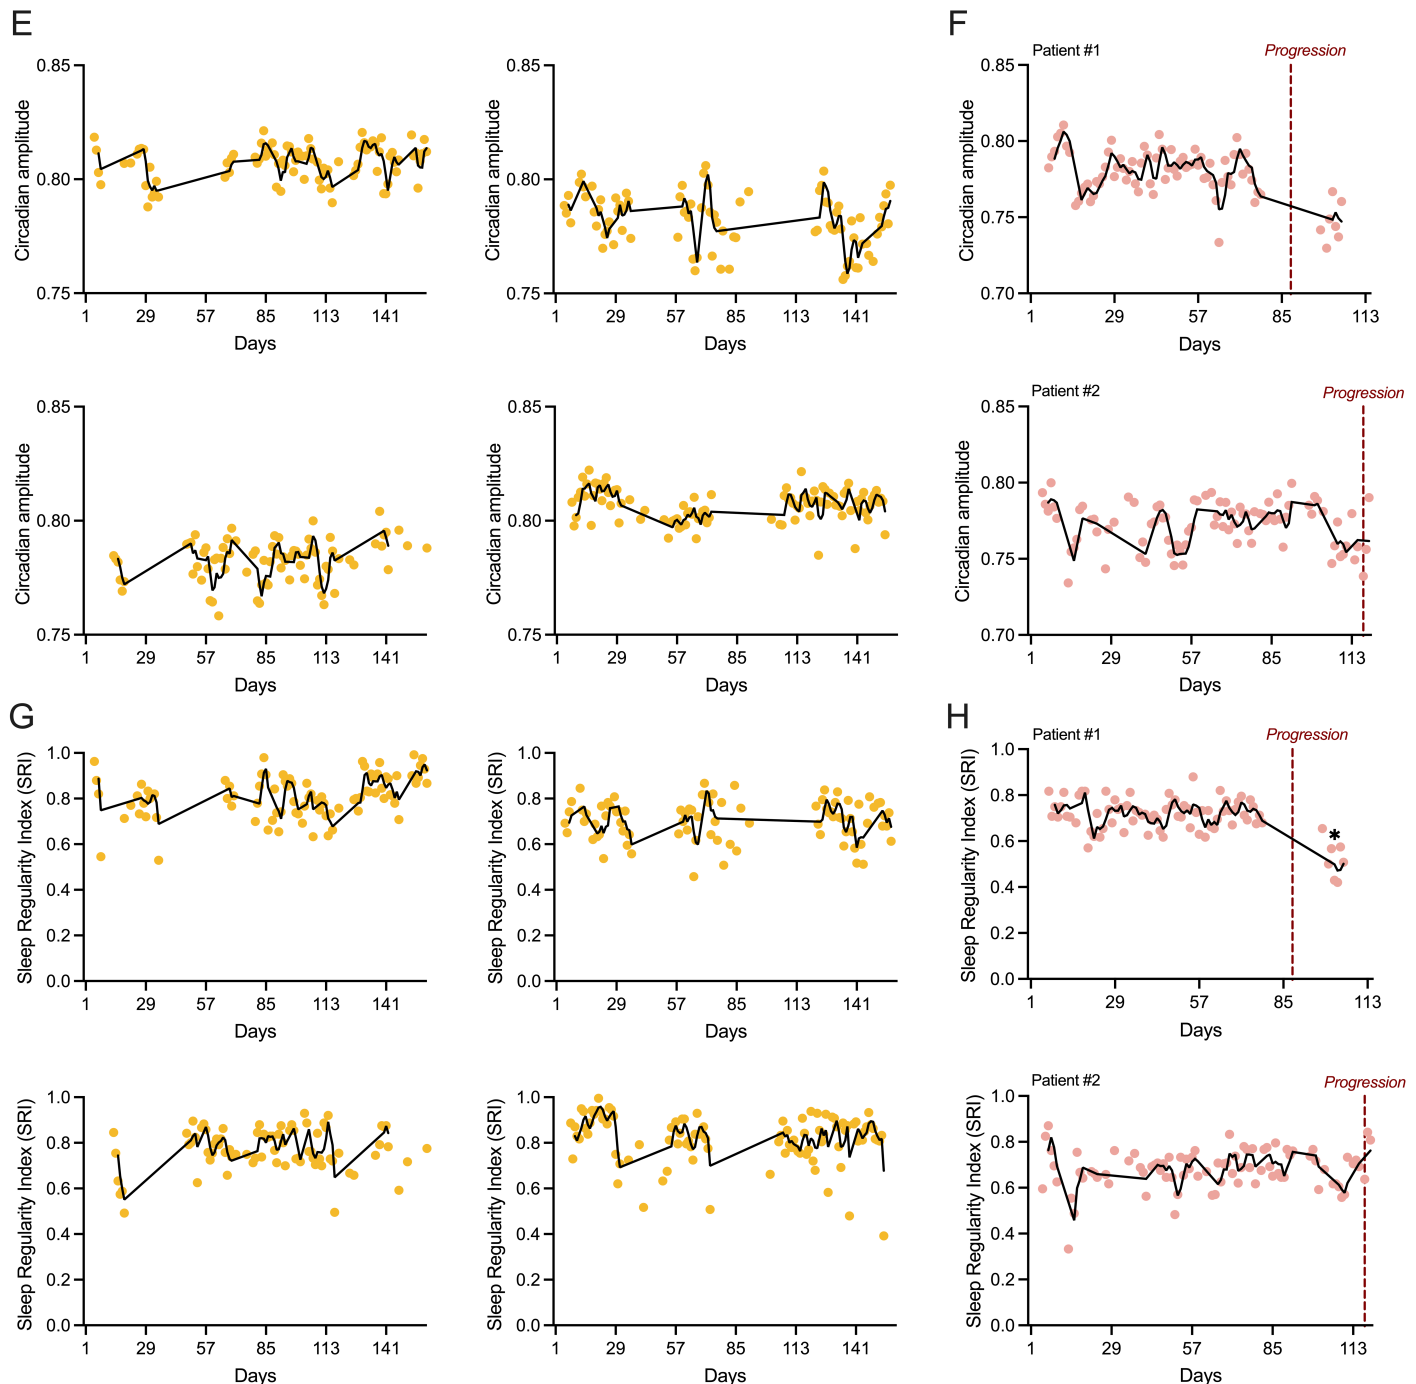 E
F
Circadian amplitude
0.85
0.80
0.75
1 29 57 85 113 141
Days
Circadian amplitude
0.85
0.80
0.75
1 29 57 85 113 141
Days
Patient #1
Progression
Circadian amplitude
0.85
0.80
0.75
0.70
1 29 57 85 113
Days
Circadian amplitude
0.85
0.80
0.75
1 29 57 85 113 141
Days
Circadian amplitude
0.85
0.80
0.75
1 29 57 85 113 141
Days
Patient #2
Progression
Circadian amplitude
0.85
0.80
0.75
0.70
1 29 57 85 113
Days
G
H
Sleep Regularity Index (SRI)
1.0
0.8
0.6
0.4
0.2
0.0
1 29 57 85 113 141
Days
Sleep Regularity Index (SRI)
1.0
0.8
0.6
0.4
0.2
0.0
1 29 57 85 113 141
Days
Patient #1
Progression
Sleep Regularity Index (SRI)
1.0
0.8
0.6
0.4
0.2
0.0
*
1 29 57 85 113
Days
Sleep Regularity Index (SRI)
1.0
0.8
0.6
0.4
0.2
0.0
1 29 57 85 113 141
Days
Sleep Regularity Index (SRI)
1.0
0.8
0.6
0.4
0.2
0.0
1 29 57 85 113 141
Days
Patient #2
Progression
Sleep Regularity Index (SRI)
1.0
0.8
0.6
0.4
0.2
0.0
1 29 57 85 113
Days